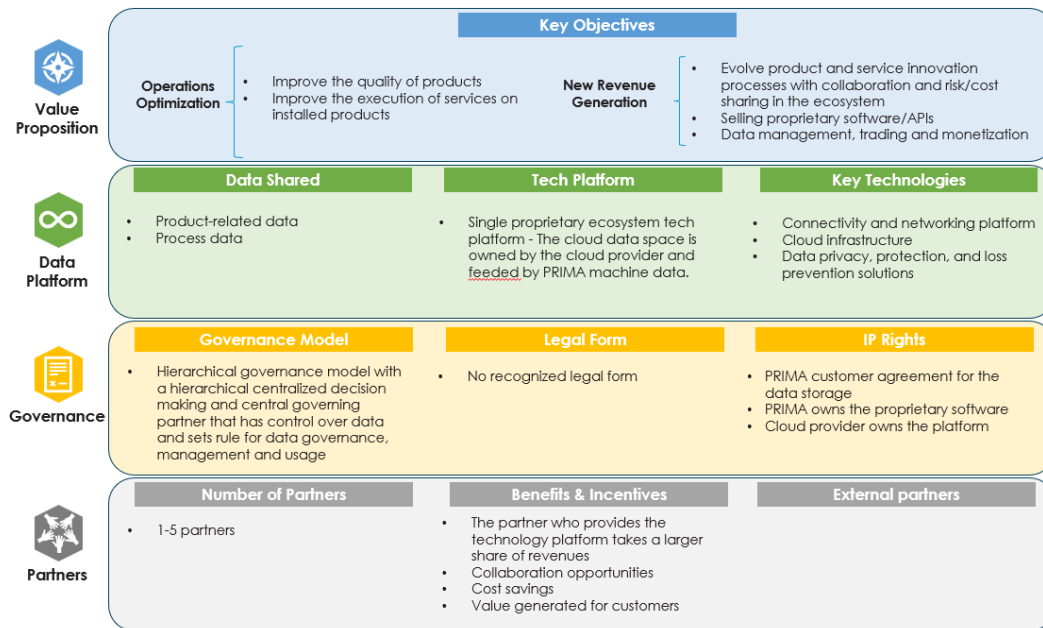 Key Objectives
Value
Proposition
Operations
Optimization
• Improve the quality of products
• Improve the execution of services on
installed products
New Revenue
Generation
• Evolve product and service innovation
processes with collaboration and risk/cost
sharing in the ecosystem
• Selling proprietary software/APIs
• Data management, trading and monetization
Data
Platform
Data Shared
• Product-related data
• Process data
Tech Platform
• Single proprietary ecosystem tech
platform - The cloud data space is
owned by the cloud provider and
feeded by PRIMA machine data.
Key Technologies
• Connectivity and networking platform
• Cloud infrastructure
• Data privacy, protection, and loss
prevention solutions
Governance
Governance Model
• Hierarchical governance model with
a hierarchical centralized decision
making and central governing
partner that has control over data
and sets rule for data governance,
management and usage
Legal Form
• No recognized legal form
IP Rights
• PRIMA customer agreement for the
data storage
• PRIMA owns the proprietary software
• Cloud provider owns the platform
Partners
Number of Partners
• 1-5 partners
Benefits & Incentives
• The partner who provides the
technology platform takes a larger
share of revenues
• Collaboration opportunities
• Cost savings
• Value generated for customers
External partners